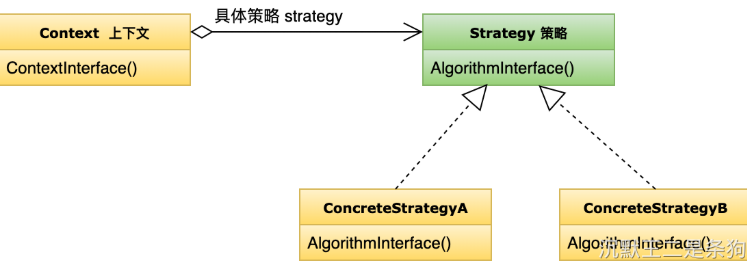 具体策略 strategy
Context 上下文
Strategy 策略
ContextInterface()
AlgorithmInterface()
ConcreteStrategyA
ConcreteStrategyB
AlgorithmInterface()
AlgorithmInterface()
沉默王二是条狗